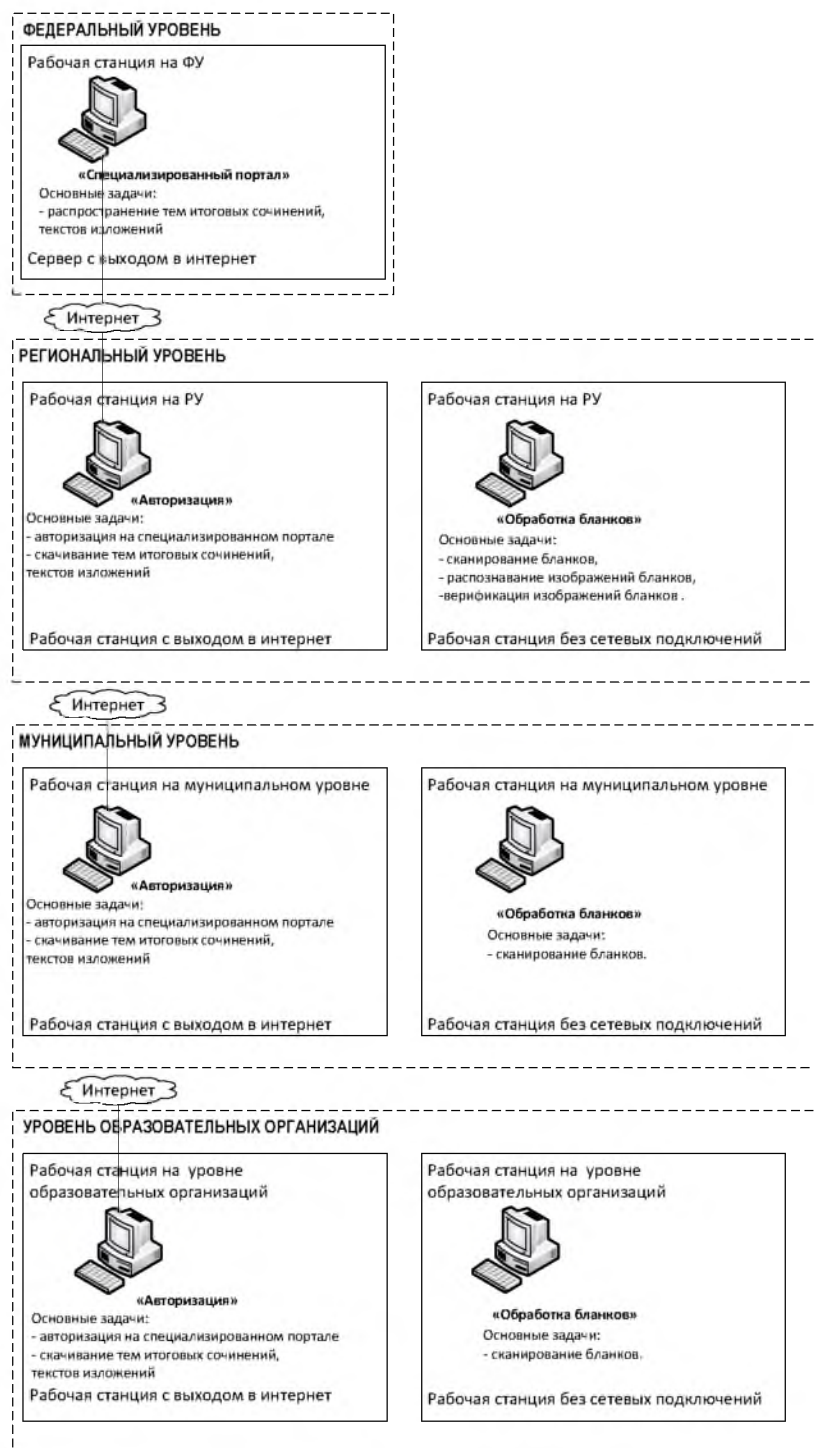 ФЕДЕРАЛЬНЫЙ УРОВЕНЬ
Рабочая станция на ФУ
«Специализированный портал»
Основные задачи:
- распространение тем итоговых сочинений,
текстов изложений
Сервер с выходом в интернет
Интернет
РЕГИОНАЛЬНЫЙ УРОВЕНЬ
Рабочая станция на РУ
«Авторизация»
Основные задачи:
- авторизация на специализированном портале
- скачивание тем итоговых сочинений,
текстов изложений
Рабочая станция с выходом в интернет
Рабочая станция на РУ
«Обработка бланков»
Основные задачи:
- сканирование бланков,
- распознавание изображений бланков,
-верификация изображений бланков .
Рабочая станция без сетевых подключений
Интернет
МУНИЦИПАЛЬНЫЙ УРОВЕНЬ
Рабочая станция на муниципальном уровне
«Авторизация»
Основные задачи:
- авторизация на специализированном портале
- скачивание тем итоговых сочинений,
текстов изложений
Рабочая станция с выходом в интернет
Рабочая станция на муниципальном уровне
«Обработка бланков»
Основные задачи:
- сканирование бланков.
Рабочая станция без сетевых подключений
Интернет
УРОВЕНЬ ОБРАЗОВАТЕЛЬНЫХ ОРГАНИЗАЦИЙ
Рабочая станция на уровне
образовательных организаций
«Авторизация»
Основные задачи:
- авторизация на специализированном портале
- скачивание тем итоговых сочинений,
текстов изложений
Рабочая станция с выходом в интернет
Рабочая станция на уровне
образовательных организаций
«Обработка бланков»
Основные задачи:
- сканирование бланков.
Рабочая станция без сетевых подключений